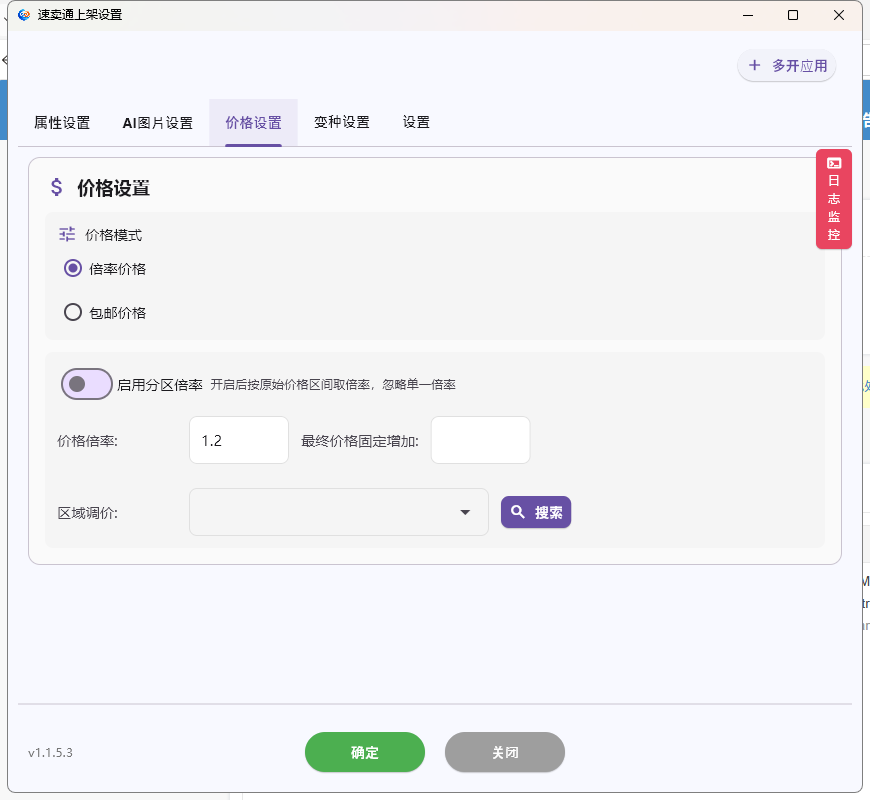 速卖通上架设置
多开应用
属性设置
AI图片设置
价格设置
变种设置
设置
日志监控
价格设置
价格模式
倍率价格
包邮价格
启用分区倍率 开启后按原始价格区间取倍率，忽略单一倍率
价格倍率: 1.2 最终价格固定增加:
区域调价: 搜索
v1.1.5.3
确定
关闭